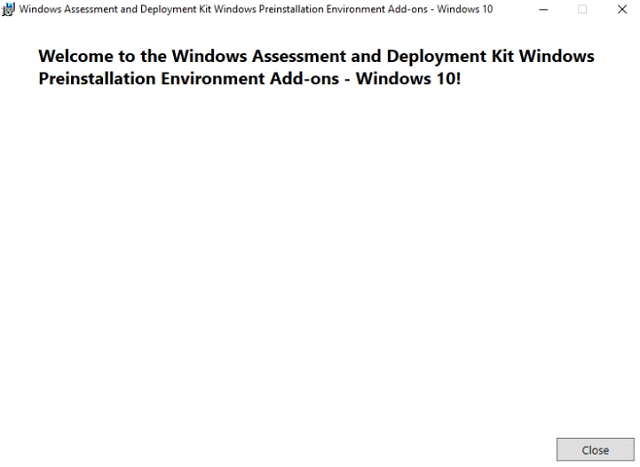 Windows Assessment and Deployment Kit Windows Preinstallation Environment Add-ons - Windows 10
Welcome to the Windows Assessment and Deployment Kit Windows
Preinstallation Environment Add-ons - Windows 10!
Close